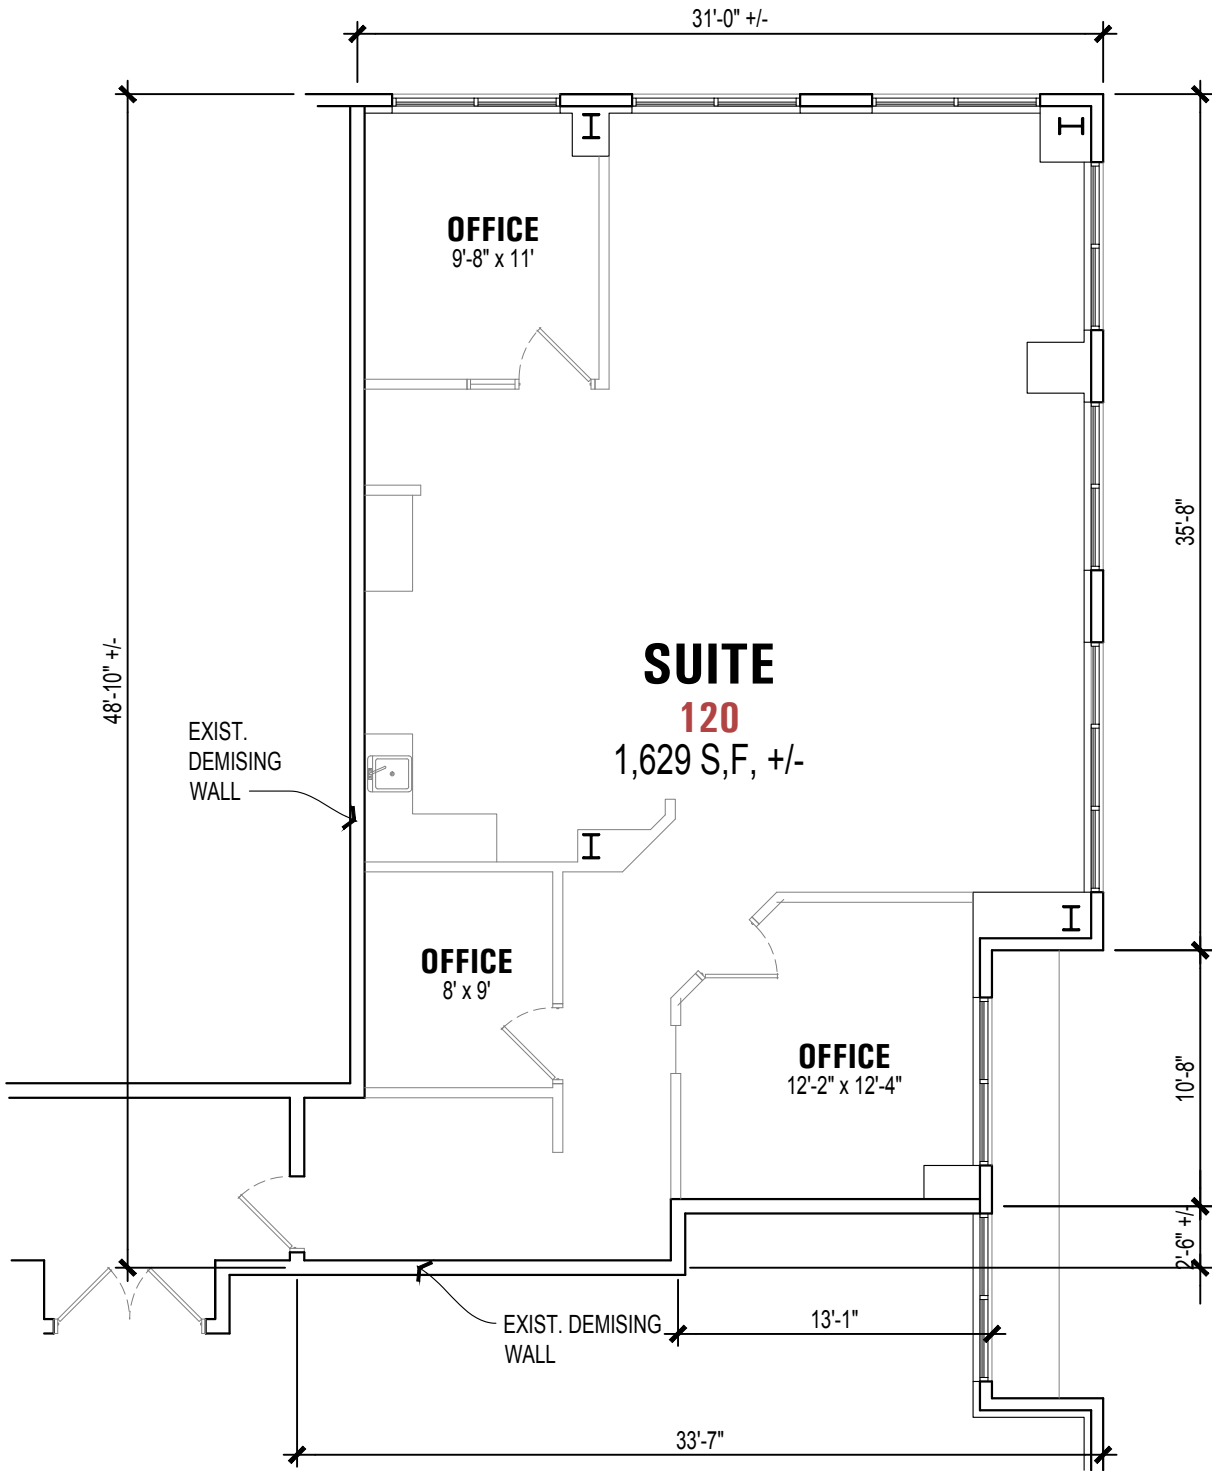 31'-0" +/-
OFFICE
9'-8" x 11'
35'-8"
48'-10" +/-
SUITE
120
1,629 S,F, +/-
EXIST.
DEMISING
WALL
OFFICE
8' x 9'
OFFICE
12'-2" x 12'-4"
10'-8"
2'-6" +/-
EXIST. DEMISING
WALL
13'-1"
33'-7"